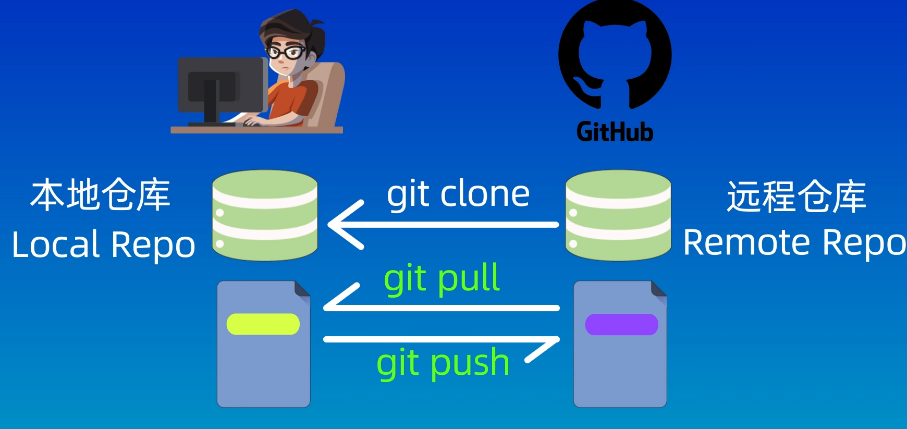 GitHub
本地仓库
Local Repo
git clone
远程仓库
Remote Repo
git pull
git push